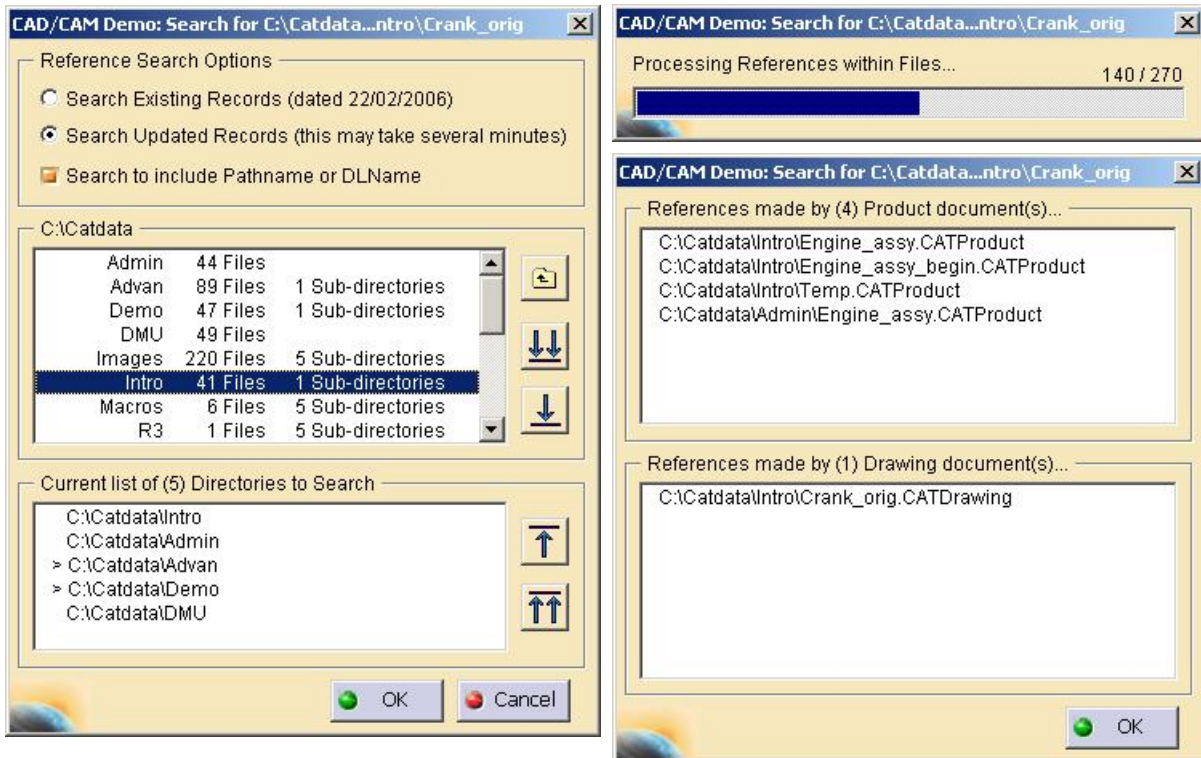 CAD/CAM Demo: Search for C:\Catdata...ntro\Crank_orig
Reference Search Options
Search Existing Records (dated 22/02/2006)
Search Updated Records (this may take several minutes)
Search to include Pathname or DLName
C:\Catdata
Admin 44 Files
Advan 89 Files 1 Sub-directories
Demo 47 Files 1 Sub-directories
DMU 49 Files
Images 220 Files 5 Sub-directories
Intro 41 Files 1 Sub-directories
Macros 6 Files 5 Sub-directories
R3 1 Files 5 Sub-directories
Current list of (5) Directories to Search
C:\Catdata\Intro
C:\Catdata\Admin
> C:\Catdata\Advan
> C:\Catdata\Demo
C:\Catdata\DMU
OK Cancel
CAD/CAM Demo: Search for C:\Catdata...ntro\Crank_orig
Processing References within Files... 140 / 270
CAD/CAM Demo: Search for C:\Catdata...ntro\Crank_orig
References made by (4) Product document(s)...
C:\Catdata\Intro\Engine_assy.CATProduct
C:\Catdata\Intro\Engine_assy_begin.CATProduct
C:\Catdata\Intro\Temp.CATProduct
C:\Catdata\Admin\Engine_assy.CATProduct
References made by (1) Drawing document(s)...
C:\Catdata\Intro\Crank_orig.CATDrawing
OK